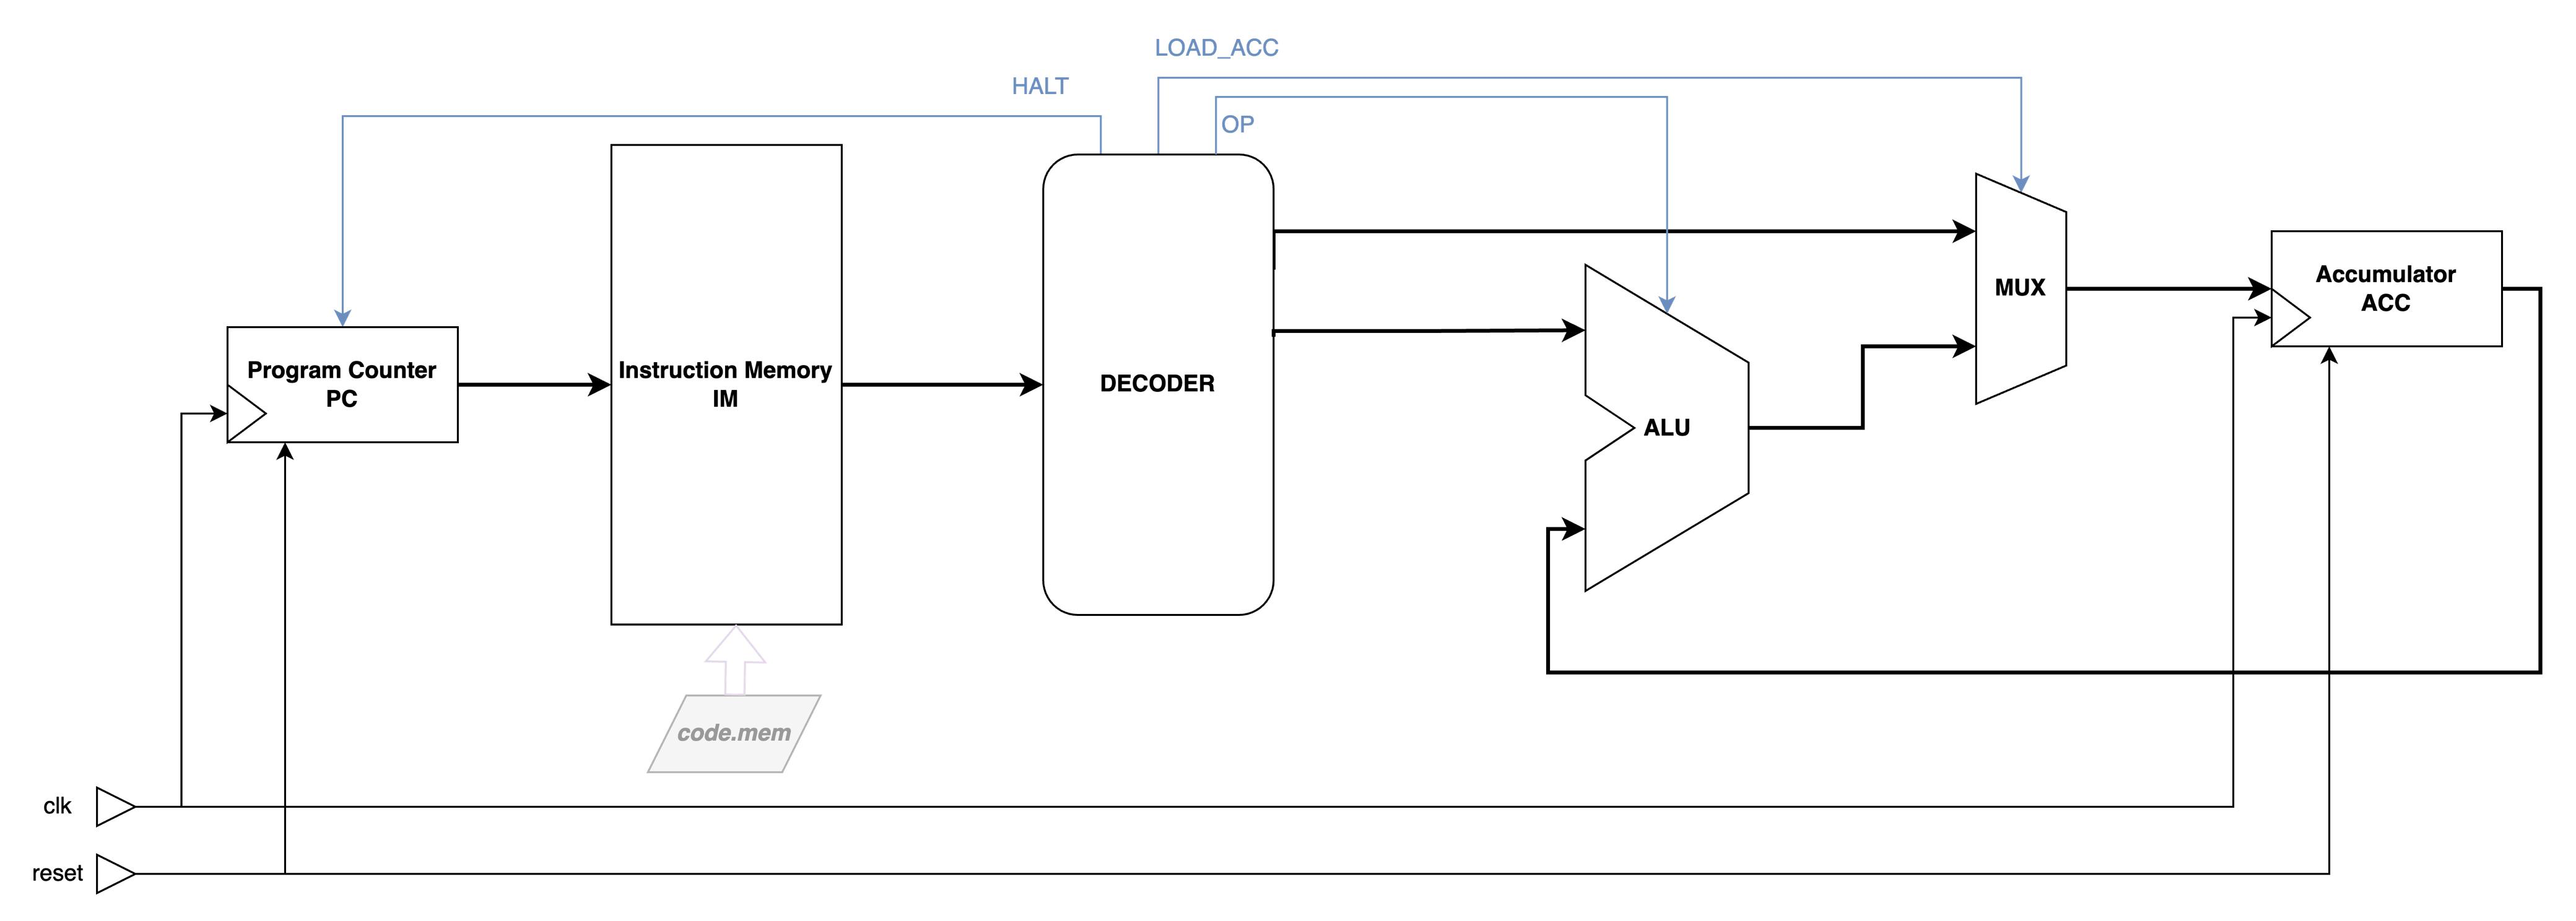 LOAD_ACC
HALT
OP
Program Counter
PC
Instruction Memory
IM
DECODER
ALU
MUX
Accumulator
ACC
code.mem
clk
reset